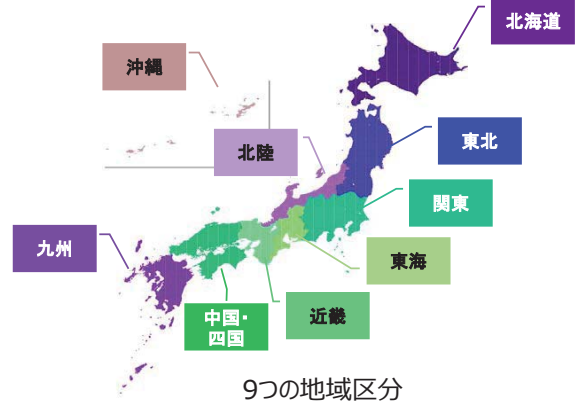 北海道
沖縄
東北
北陸
関東
九州
東海
中国・
四国
近畿
9つの地域区分